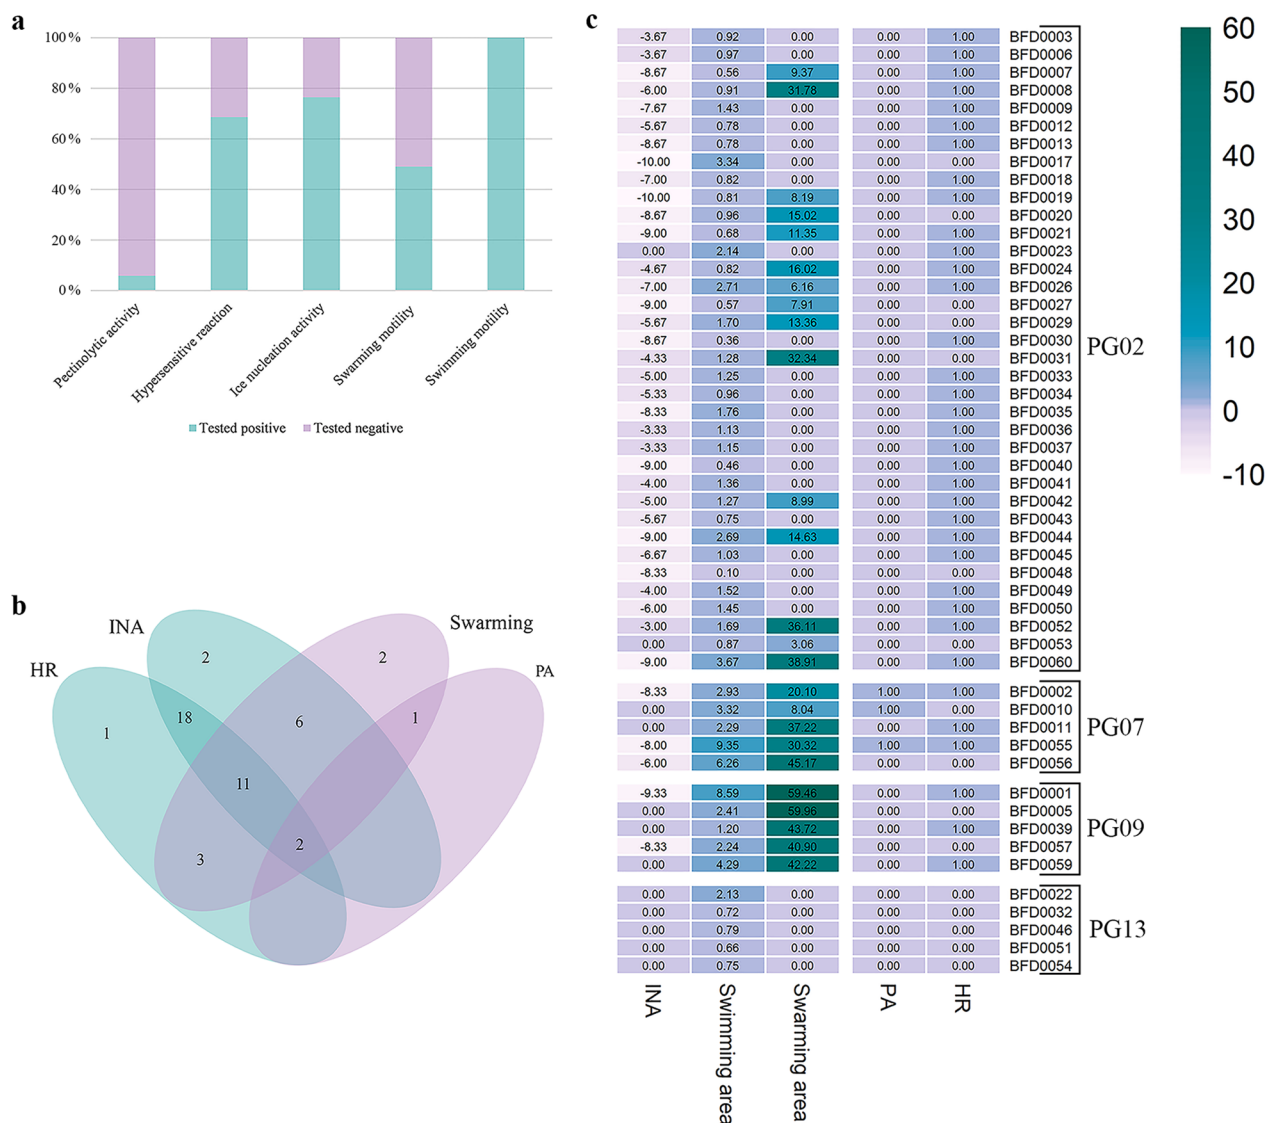 a
100 %
80 %
60 %
40 %
20 %
0 %
Pectinolytic activity
Hypersensitive reaction
Ice nucleation activity
Swarming motility
Swimming motility
Tested positive Tested negative
b
HR
INA
Swarming
PA
2
2
1
18
6
1
11
3
2
c
-3.67 0.92 0.00 0.00 1.00 BFD0003
-3.67 0.97 0.00 0.00 1.00 BFD0006
-8.67 0.56 9.37 0.00 1.00 BFD0007
-6.00 0.91 31.78 0.00 1.00 BFD0008
-7.67 1.43 0.00 0.00 1.00 BFD0009
-5.67 0.78 0.00 0.00 1.00 BFD0012
-8.67 0.78 0.00 0.00 1.00 BFD0013
-10.00 3.34 0.00 0.00 0.00 BFD0017
-7.00 0.82 0.00 0.00 1.00 BFD0018
-10.00 0.81 8.19 0.00 1.00 BFD0019
-8.67 0.96 15.02 0.00 0.00 BFD0020
-9.00 0.68 11.35 0.00 1.00 BFD0021
0.00 2.14 0.00 0.00 1.00 BFD0023
-4.67 0.82 16.02 0.00 1.00 BFD0024
-7.00 2.71 6.16 0.00 1.00 BFD0026
-9.00 0.57 7.91 0.00 0.00 BFD0027
-5.67 1.70 13.36 0.00 0.00 BFD0029
-8.67 0.36 0.00 0.00 1.00 BFD0030
-4.33 1.28 32.34 0.00 0.00 BFD0031
-5.00 1.25 0.00 0.00 1.00 BFD0033
-5.33 0.96 0.00 0.00 1.00 BFD0034
-8.33 1.76 0.00 0.00 1.00 BFD0035
-3.33 1.13 0.00 0.00 1.00 BFD0036
-3.33 1.15 0.00 0.00 1.00 BFD0037
-9.00 0.46 0.00 0.00 1.00 BFD0040
-4.00 1.36 0.00 0.00 1.00 BFD0041
-5.00 1.27 8.99 0.00 1.00 BFD0042
-5.67 0.75 0.00 0.00 1.00 BFD0043
-9.00 2.69 14.63 0.00 1.00 BFD0044
-6.67 1.03 0.00 0.00 1.00 BFD0045
-8.33 0.10 0.00 0.00 0.00 BFD0048
-4.00 1.52 0.00 0.00 1.00 BFD0049
-6.00 1.45 0.00 0.00 1.00 BFD0050
-3.00 1.69 36.11 0.00 1.00 BFD0052
0.00 0.87 3.06 0.00 0.00 BFD0053
-9.00 3.67 38.91 0.00 1.00 BFD0060
PG02
-8.33 2.93 20.10 1.00 1.00 BFD0002
0.00 3.32 8.04 1.00 0.00 BFD0010
0.00 2.29 37.22 0.00 1.00 BFD0011
-8.00 9.35 30.32 1.00 1.00 BFD0055
-6.00 6.26 45.17 0.00 0.00 BFD0056
PG07
-9.33 8.59 59.46 0.00 1.00 BFD0001
0.00 2.41 59.96 0.00 0.00 BFD0005
0.00 1.20 43.72 0.00 1.00 BFD0039
-8.33 2.24 40.90 0.00 0.00 BFD0057
0.00 4.29 42.22 0.00 1.00 BFD0059
PG09
0.00 2.13 0.00 0.00 0.00 BFD0022
0.00 0.72 0.00 0.00 0.00 BFD0032
0.00 0.79 0.00 0.00 0.00 BFD0046
0.00 0.66 0.00 0.00 0.00 BFD0051
0.00 0.75 0.00 0.00 0.00 BFD0054
PG13
INA
Swimming area
Swarming area
PA
HR
60
50
40
30
20
10
0
-10